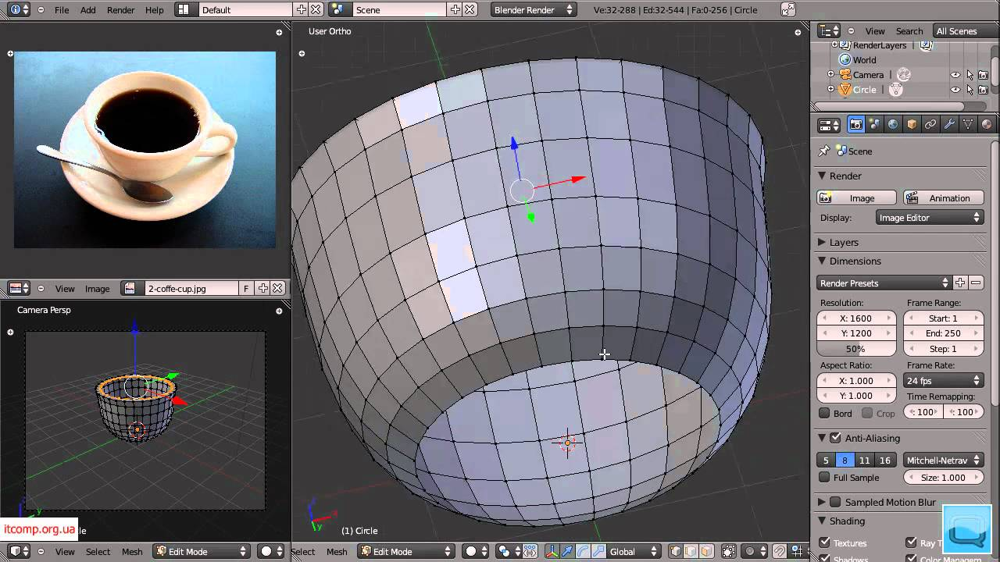 File Add Render Help
Default
Scene
Blender Render
Ve:32-288 | Ed:32-544 | Fa:0-256 | Circle
User Ortho
View Search All Scenes
RenderLayers
World
Camera
Circle
Scene
Render
Image
Animation
Display: Image Editor
Layers
Dimensions
Render Presets
Resolution:
Frame Range:
X: 1600
Start: 1
Y: 1200
End: 250
50%
Step: 1
Aspect Ratio:
Frame Rate:
X: 1.000
24 fps
Y: 1.000
Time Remapping:
Bord
Crop
:100
:100
Anti-Aliasing
5 8 11 16
Mitchell-Netrav
Full Sample
Size: 1.000
Sampled Motion Blur
Shading
Textures
Ray T
Shadows
Color Managem
View Image
2-coffe-cup.jpg
F
Camera Persp
y
itcomp.org.ua
View Select Mesh
Edit Mode
z
x
y
(1) Circle
Select Mesh
Edit Mode
Global